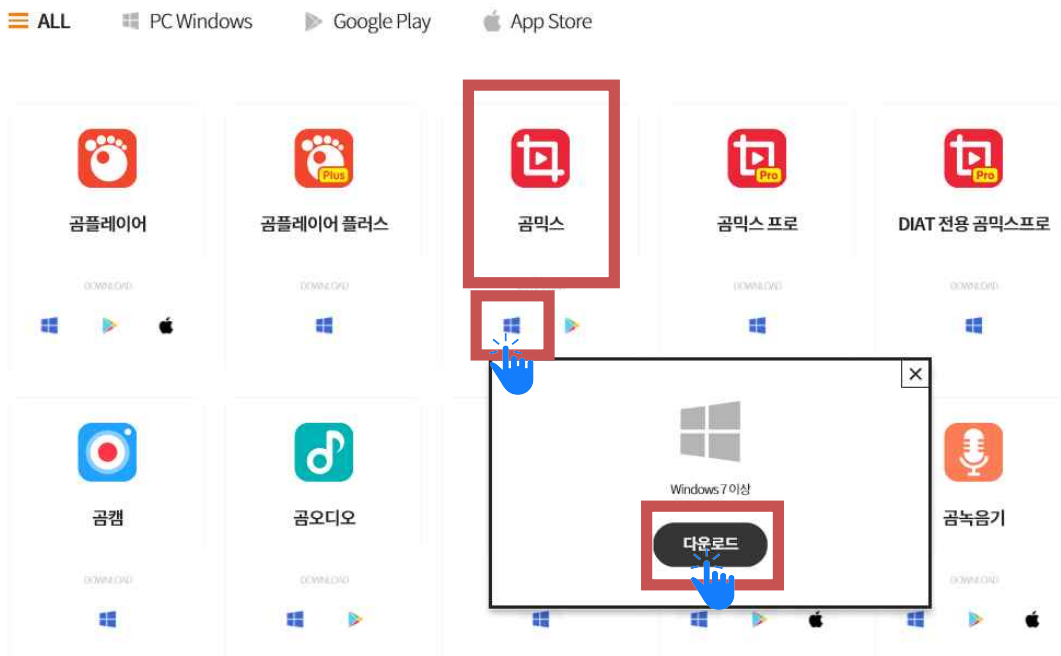 ALL PC Windows Google Play App Store
Plus Pro Pro
곰플레이어 곰플레이어 플러스 곰믹스 곰믹스 프로 DIAT 전용 곰믹스프로
DOWNLOAD DOWNLOAD DOWNLOAD DOWNLOAD DOWNLOAD
Windows 7 이상
다운로드
곰캠 곰오디오 곰녹음기
DOWNLOAD DOWNLOAD DOWNLOAD